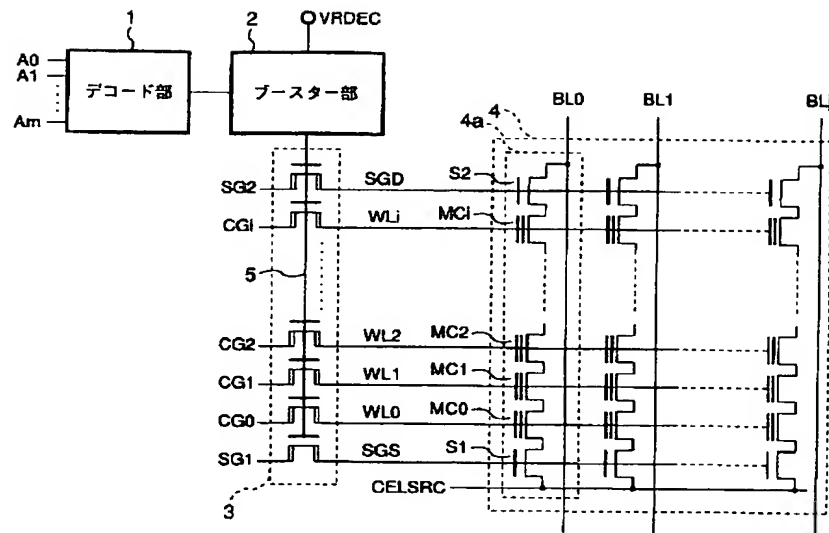 1
2
VRDEC
A0
A1
Am
デコード部
ブースター部
BL0
BL1
4
4a
SG2
SGD
S2
CGi
WLi
MCi
5
CG2
WL2
MC2
CG1
WL1
MC1
CG0
WL0
MC0
SG1
SGS
S1
3
CELSRC